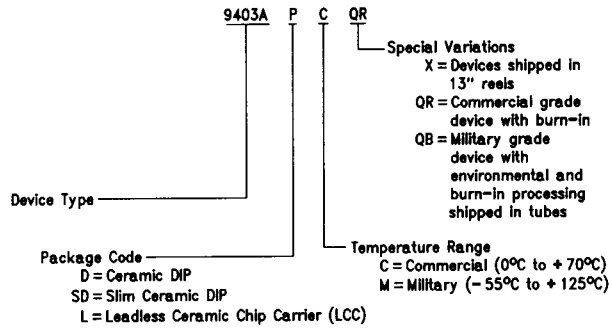 9403A P C QR
Special Variations
X = Devices shipped in
13" reels
QR = Commercial grade
device with burn-in
QB = Military grade
device with
environmental and
burn-in processing
shipped in tubes
Device Type
Package Code
D = Ceramic DIP
SD = Slim Ceramic DIP
L = Leadless Ceramic Chip Carrier (LCC)
Temperature Range
C = Commercial (0°C to +70°C)
M = Military (-55°C to +125°C)